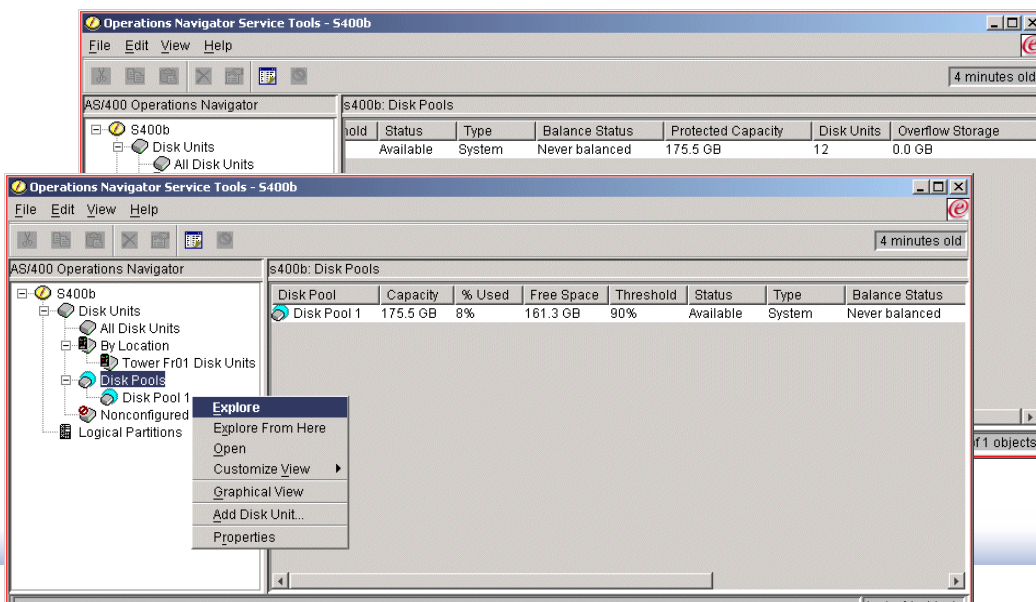 Operations Navigator Service Tools - S400b
File Edit View Help
4 minutes old
AS/400 Operations Navigator
s400b: Disk Pools
S400b
Disk Units
All Disk Units
Status Type Balance Status Protected Capacity Disk Units Overflow Storage
Available System Never balanced 175.5 GB 12 0.0 GB
of 1 objects
Operations Navigator Service Tools - S400b
File Edit View Help
4 minutes old
AS/400 Operations Navigator
s400b: Disk Pools
S400b
Disk Units
All Disk Units
By Location
Tower Fr01 Disk Units
Disk Pools
Disk Pool 1
Nonconfigured
Logical Partitions
Explore
Explore From Here
Open
Customize View
Graphical View
Add Disk Unit...
Properties
Disk Pool Capacity % Used Free Space Threshold Status Type Balance Status
Disk Pool 1 175.5 GB 8% 161.3 GB 90% Available System Never balanced